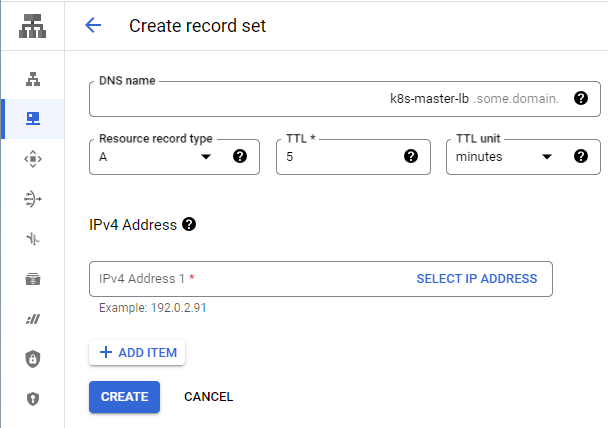 Create record set
DNS name
k8s-master-lb .some.domain.
Resource record type TTL * TTL unit
A 5 minutes
IPv4 Address
IPv4 Address 1 * SELECT IP ADDRESS
Example: 192.0.2.91
ADD ITEM
CREATE CANCEL